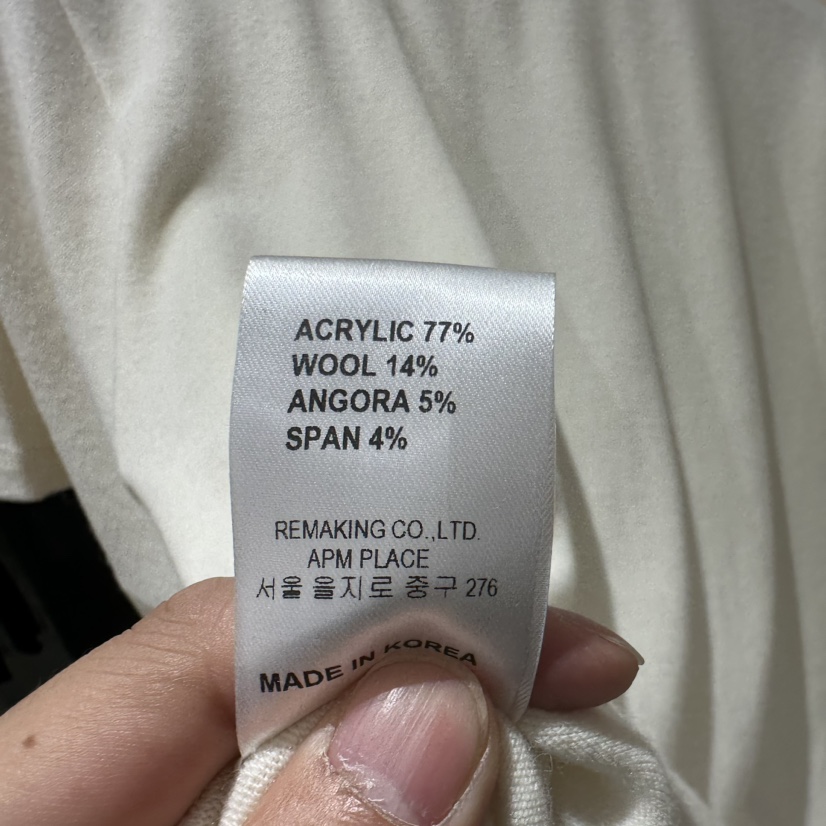 ACRYLIC 77%
WOOL 14%
ANGORA 5%
SPAN 4%
REMAKING CO.,LTD.
APM PLACE
서울 을지로 중구 276
MADE IN KOREA